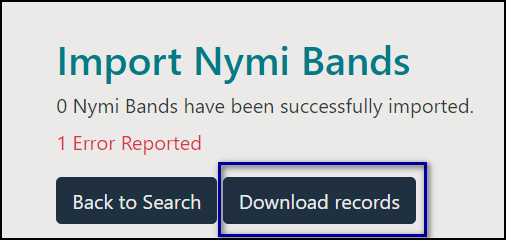 Import Nymi Bands
0 Nymi Bands have been successfully imported.
1 Error Reported
Back to Search
Download records